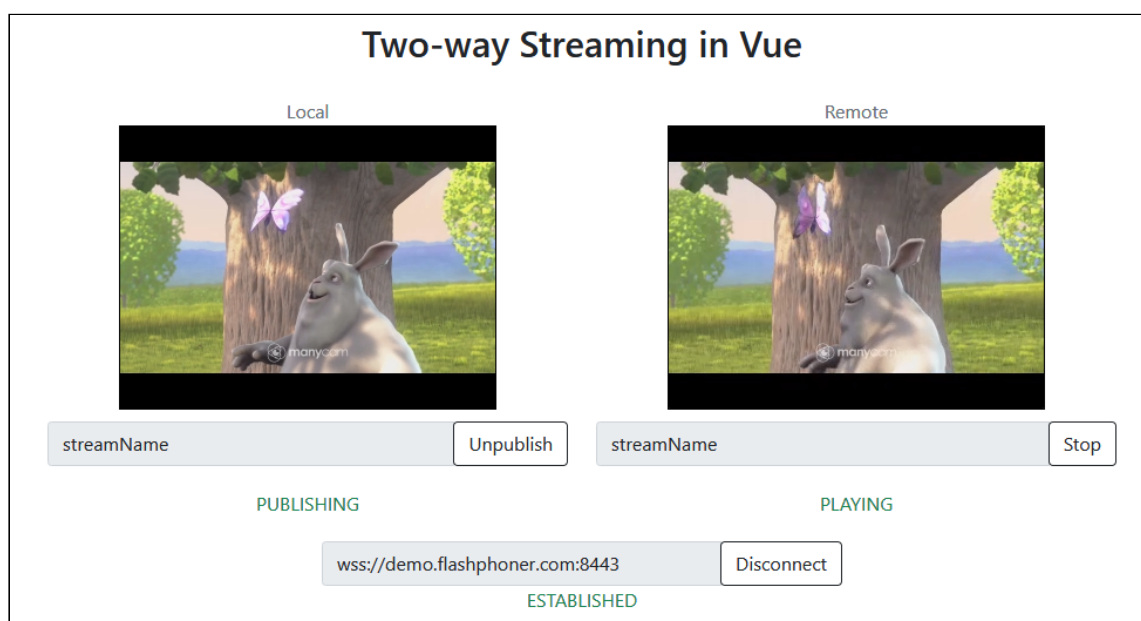 Two-way Streaming in Vue
Local
Remote
manycam
manycam
streamName
Unpublish
streamName
Stop
PUBLISHING
PLAYING
wss://demo.flashphoner.com:8443
Disconnect
ESTABLISHED